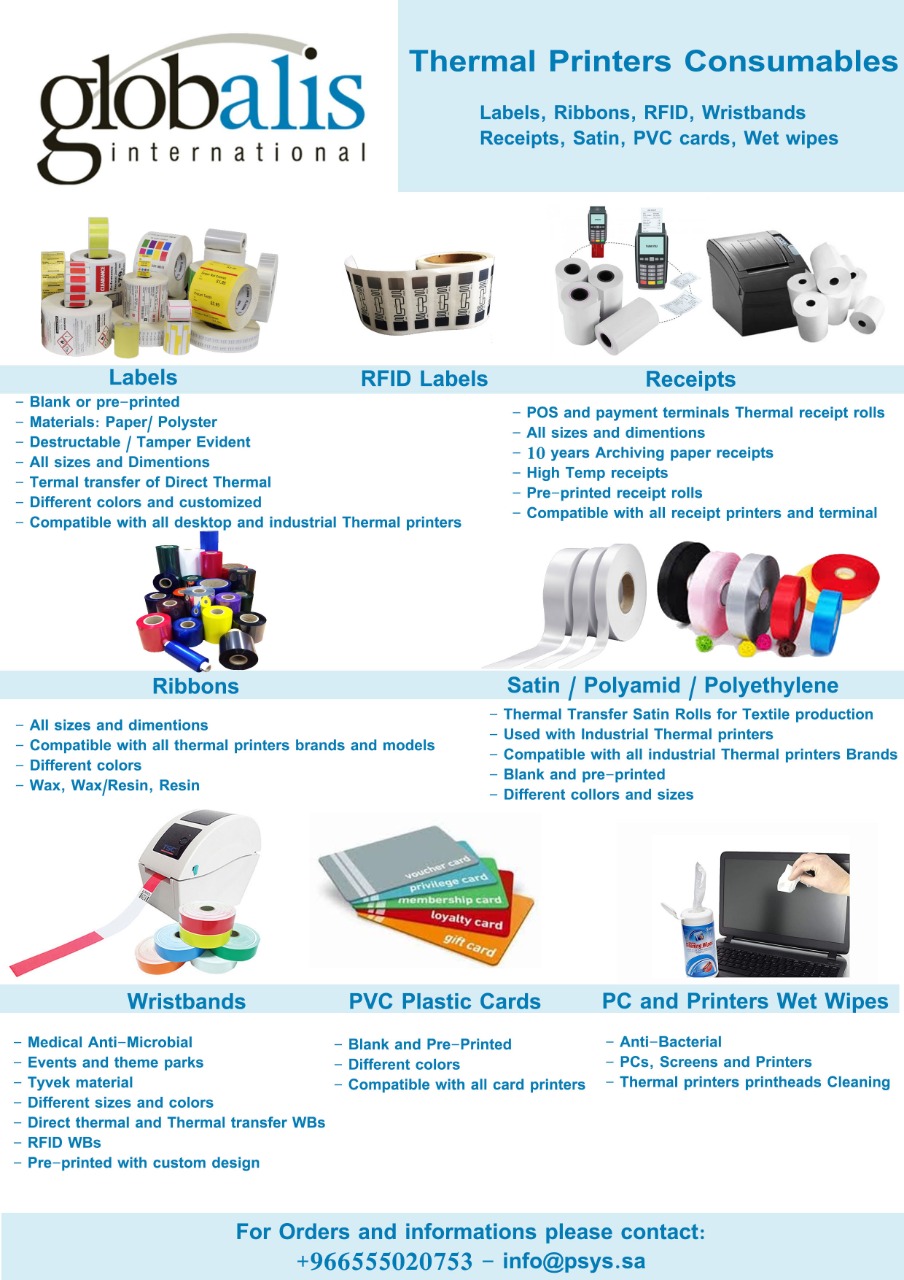 globalis
international
Thermal Printers Consumables
Labels, Ribbons, RFID, Wristbands
Receipts, Satin, PVC cards, Wet wipes
Labels
- Blank or pre-printed
- Materials: Paper/ Polyster
- Destructable / Tamper Evident
- All sizes and Dimentions
- Termal transfer of Direct Thermal
- Different colors and customized
- Compatible with all desktop and industrial Thermal printers
RFID Labels
Receipts
- POS and payment terminals Thermal receipt rolls
- All sizes and dimentions
- 10 years Archiving paper receipts
- High Temp receipts
- Pre-printed receipt rolls
- Compatible with all receipt printers and terminal
Ribbons
- All sizes and dimentions
- Compatible with all thermal printers brands and models
- Different colors
- Wax, Wax/Resin, Resin
Satin / Polyamid / Polyethylene
- Thermal Transfer Satin Rolls for Textile production
- Used with Industrial Thermal printers
- Compatible with all industrial Thermal printers Brands
- Blank and pre-printed
- Different collors and sizes
voucher card
privilege card
membership card
loyalty card
gift card
Wristbands
- Medical Anti-Microbial
- Events and theme parks
- Tyvek material
- Different sizes and colors
- Direct thermal and Thermal transfer WBs
- RFID WBs
- Pre-printed with custom design
PVC Plastic Cards
- Blank and Pre-Printed
- Different colors
- Compatible with all card printers
PC and Printers Wet Wipes
- Anti-Bacterial
- PCs, Screens and Printers
- Thermal printers printheads Cleaning
For Orders and informations please contact:
+966555020753 - info@psys.sa